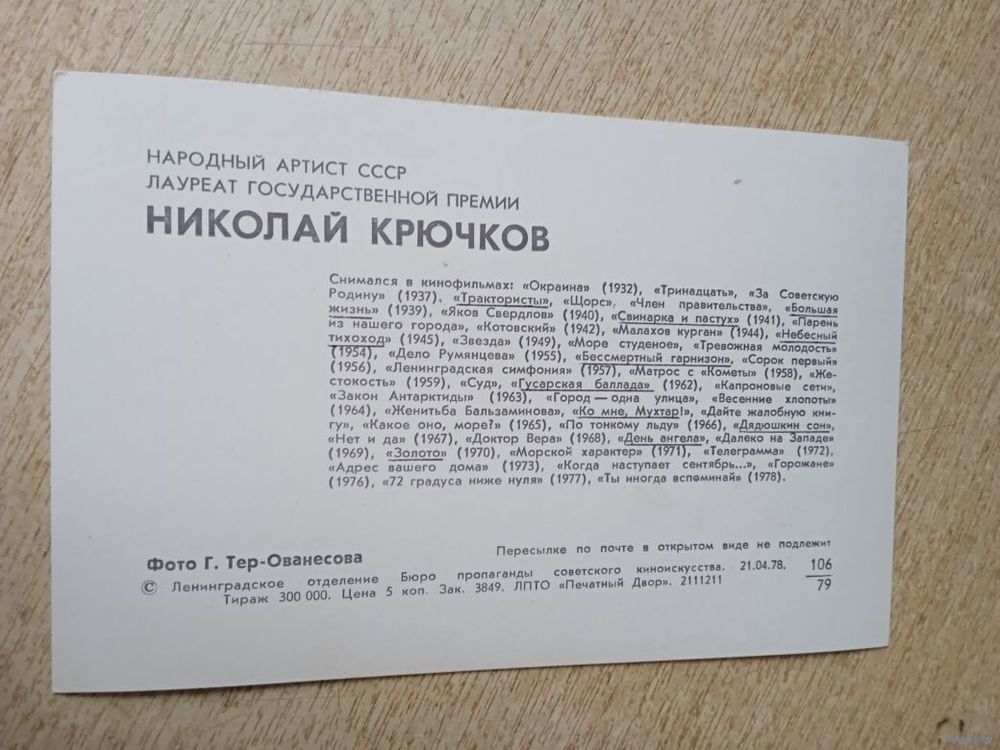 НАРОДНЫЙ АРТИСТ СССР
ЛАУРЕАТ ГОСУДАРСТВЕННОЙ ПРЕМИИ
НИКОЛАЙ КРЮЧКОВ
Снимался в кинофильмах: «Окраина» (1932), «Тринадцать», «За Советскую
Родину» (1937), «Трактористы», «Щорс», «Член правительства», «Большая
жизнь» (1939), «Яков Свердлов» (1940), «Свинарка и пастух» (1941), «Парень
из нашего города», «Котовский» (1942), «Малахов курган» (1944), «Небесный
тихоход» (1945), «Звезда» (1949), «Море студеное», «Тревожная молодость»
(1954), «Дело Румянцева» (1955), «Бессмертный гарнизон», «Сорок первый»
(1956), «Ленинградская симфония» (1957), «Матрос с «Кометы» (1958), «Же-
стокость» (1959), «Суд», «Гусарская баллада» (1962), «Капроновые сети»,
«Закон Антарктиды» (1963), «Город — одна улица», «Весенние хлопоты»
(1964), «Женитьба Бальзаминова», «Ко мне, Мухтар!», «Дайте жалобную кни-
гу», «Какое оно, море?» (1965), «По тонкому льду» (1966), «Дядюшкин сон»,
«Нет и да» (1967), «Доктор Вера» (1968), «День ангела», «Далеко на Западе»
(1969), «Золото» (1970), «Морской характер» (1971), «Телеграмма» (1972),
«Адрес вашего дома» (1973), «Когда наступает сентябрь...», «Горожане»
(1976), «72 градуса ниже нуля» (1977), «Ты иногда вспоминай» (1978).
Фото Г. Тер-Ованесова
Пересылке по почте в открытом виде не подлежит
© Ленинградское отделение Бюро пропаганды советского киноискусства. 21.04.78. 106
Тираж 300 000. Цена 5 коп. Зак. 3849. ЛПТО «Печатный Двор». 2111211 79